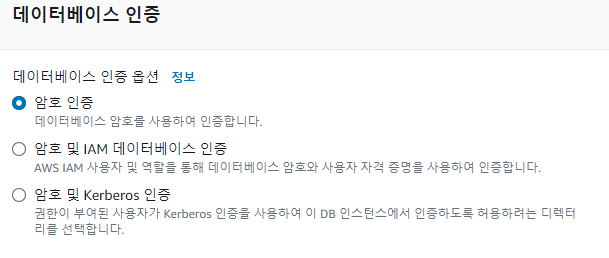 데이터베이스 인증
데이터베이스 인증 옵션 정보
암호 인증
데이터베이스 암호를 사용하여 인증합니다.
암호 및 IAM 데이터베이스 인증
AWS IAM 사용자 및 역할을 통해 데이터베이스 암호와 사용자 자격 증명을 사용하여 인증합니다.
암호 및 Kerberos 인증
권한이 부여된 사용자가 Kerberos 인증을 사용하여 이 DB 인스턴스에서 인증하도록 허용하려는 디렉터
리를 선택합니다.